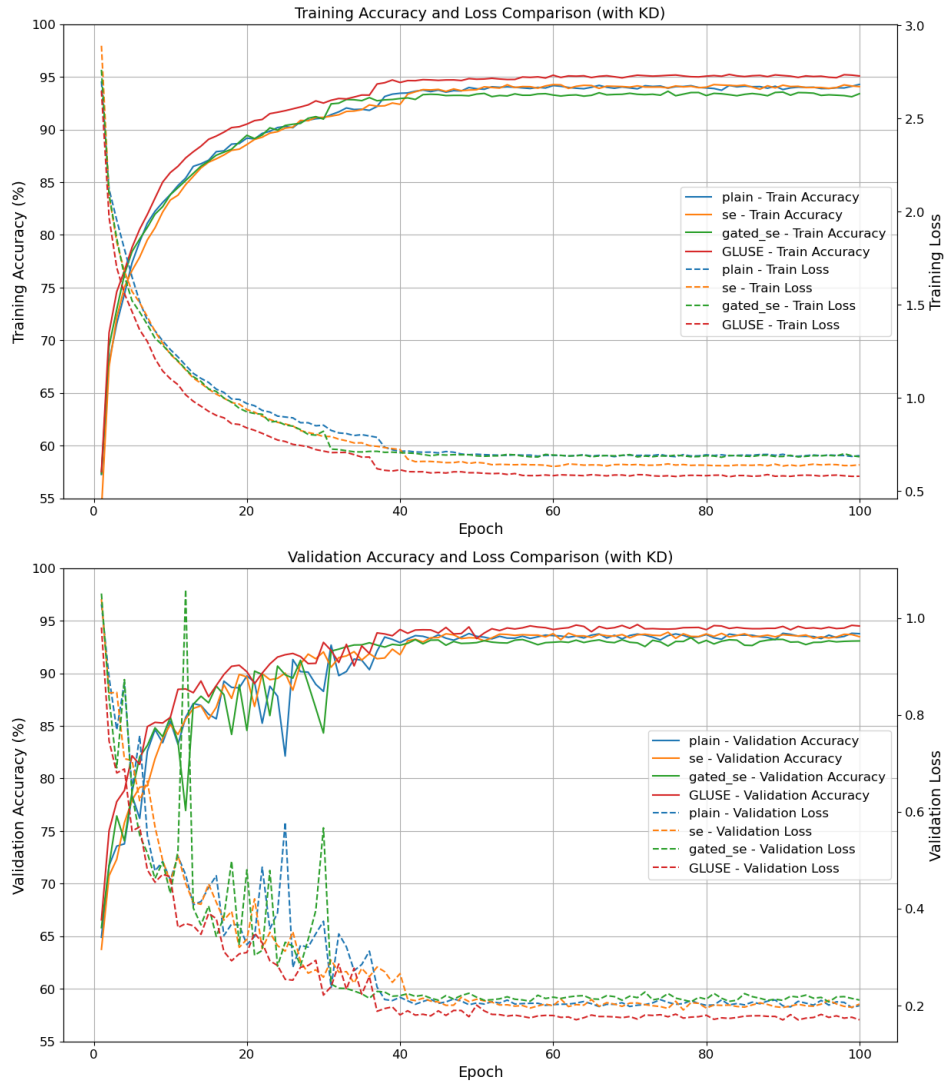 Training Accuracy and Loss Comparison (with KD)
100
95
90
85
80
75
70
65
60
55
Training Accuracy (%)
3.0
2.5
2.0
1.5
1.0
0.5
Training Loss
plain - Train Accuracy
se - Train Accuracy
gated_se - Train Accuracy
GLUSE - Train Accuracy
plain - Train Loss
se - Train Loss
gated_se - Train Loss
GLUSE - Train Loss
0 20 40 60 80 100
Epoch
Validation Accuracy and Loss Comparison (with KD)
100
95
90
85
80
75
70
65
60
55
Validation Accuracy (%)
1.0
0.8
0.6
0.4
0.2
Validation Loss
plain - Validation Accuracy
se - Validation Accuracy
gated_se - Validation Accuracy
GLUSE - Validation Accuracy
plain - Validation Loss
se - Validation Loss
gated_se - Validation Loss
GLUSE - Validation Loss
0 20 40 60 80 100
Epoch